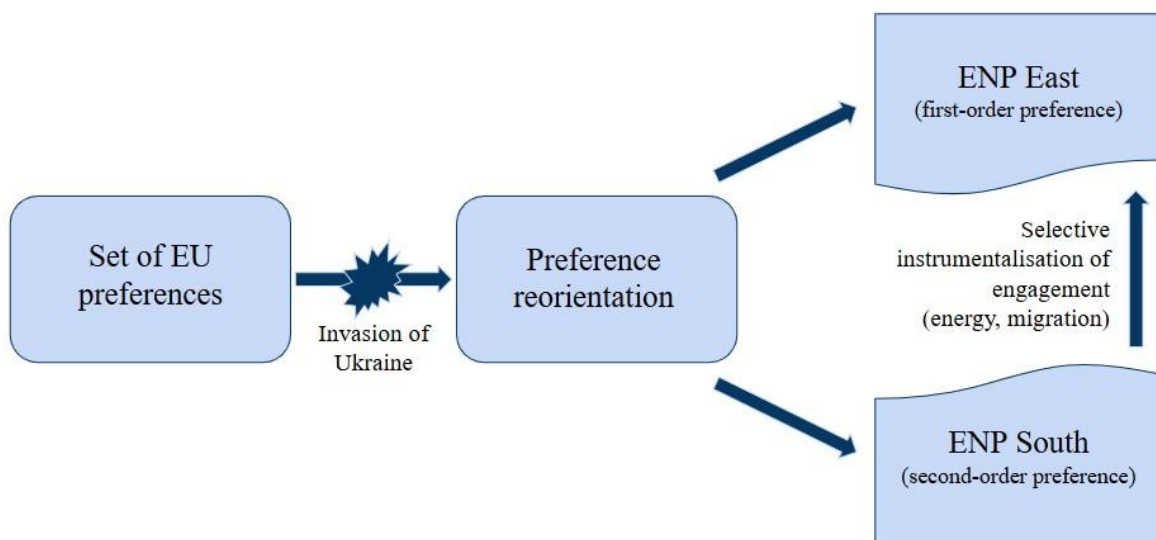 Set of EU
preferences
Invasion of
Ukraine
Preference
reorientation
ENP East
(first-order preference)
Selective
instrumentalisation of
engagement
(energy, migration)
ENP South
(second-order preference)